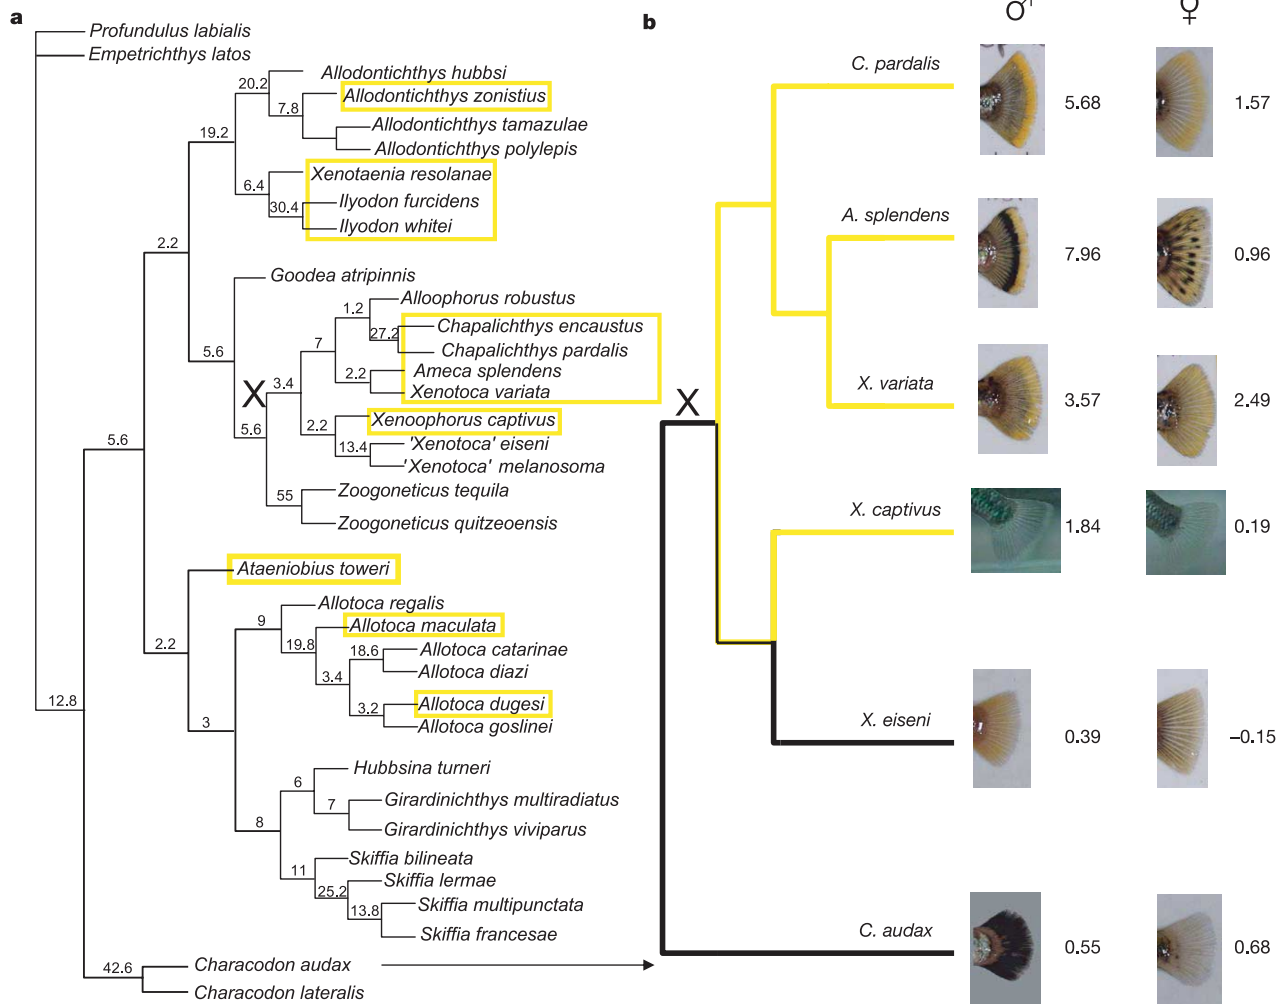 a
Profundulus labialis
Empetrichthys latos
Allodontichthys hubbsi
20.2
Allodontichthys zonistius
7.8
Allodontichthys tamazulae
19.2
Allodontichthys polylepis
Xenotaenia resolanae
6.4
Ilyodon furcidens
30.4
Ilyodon whitei
2.2
Goodea atripinnis
Alloophorus robustus
1.2
Chapalichthys encaustus
27.2
7
Chapalichthys pardalis
5.6
Ameca splendens
2.2
X
3.4
Xenotoca variata
Xenoophorus captivus
2.2
5.6
'Xenotoca' eiseni
5.6
13.4
'Xenotoca' melanosoma
Zoogoneticus tequila
55
Zoogoneticus quitzeoensis
Ataeniobius toweri
Allotoca regalis
9
Allotoca maculata
19.8
2.2
18.6
Allotoca catarinae
Allotoca diazi
3.4
12.8
Allotoca dugesi
3.2
3
Allotoca goslinei
Hubbsina turneri
6
Girardinichthys multiradiatus
7
8
Girardinichthys viviparus
Skiffia bilineata
11
Skiffia lermae
25.2
Skiffia multipunctata
13.8
Skiffia francesae
42.6
Characodon audax
Characodon lateralis
b
♂
♀
C. pardalis
5.68
1.57
A. splendens
7.96
0.96
X. variata
3.57
2.49
X
X. captivus
1.84
0.19
X. eiseni
0.39
–0.15
C. audax
0.55
0.68